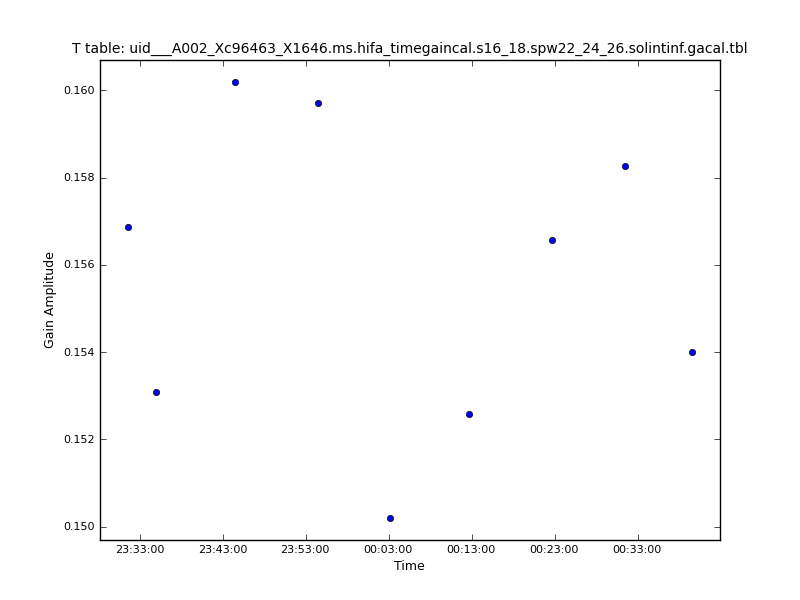 T table: uid___A002_Xc96463_X1646.ms.hifa_timegaincal.s16_18.spw22_24_26.solintinf.gacal.tbl
0.160
0.158
0.156
0.154
0.152
0.150
Gain Amplitude
23:33:00 23:43:00 23:53:00 00:03:00 00:13:00 00:23:00 00:33:00
Time